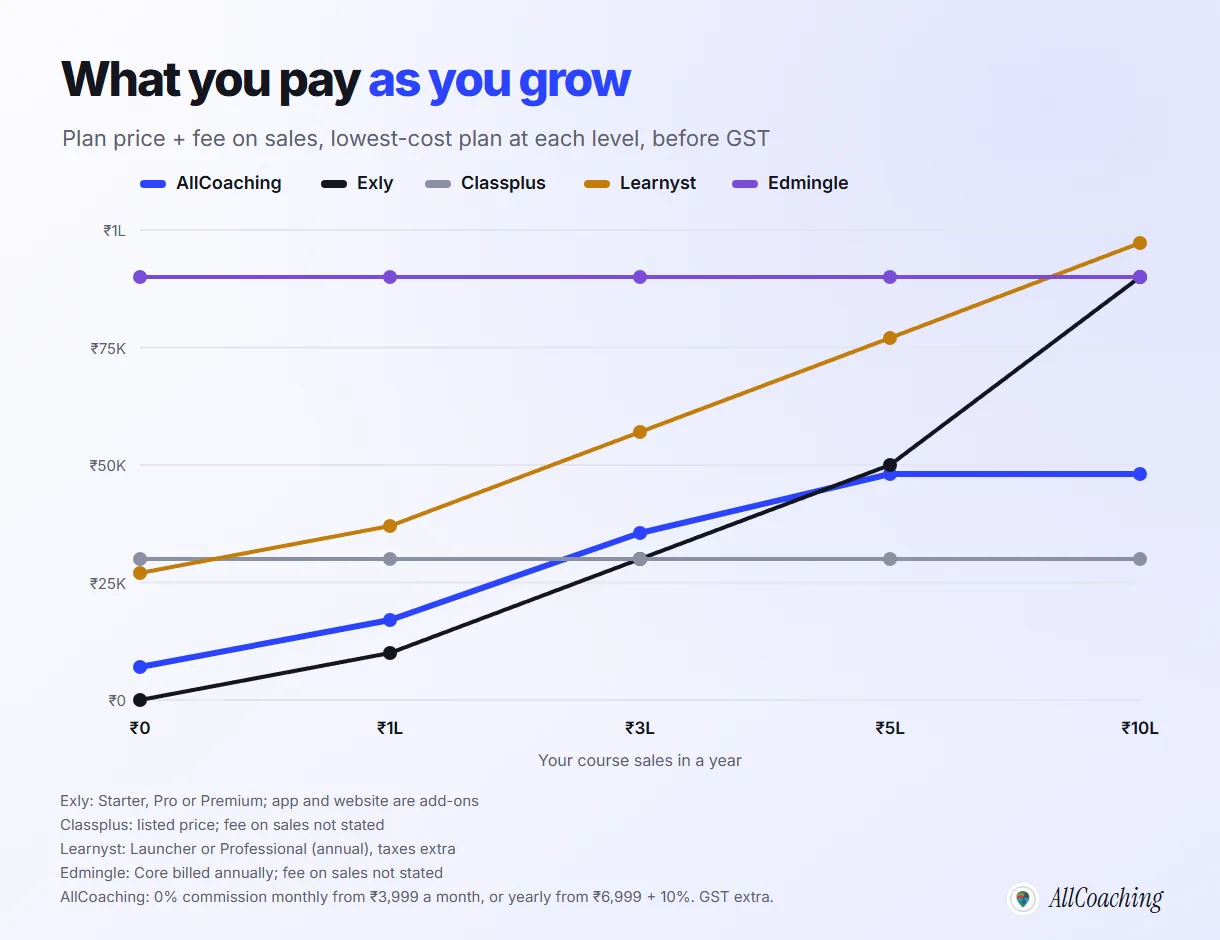 What you pay as you grow
Plan price + fee on sales, lowest-cost plan at each level, before GST
AllCoaching Exly Classplus Learnyst Edmingle
₹1L
₹75K
₹50K
₹25K
₹0
₹0 ₹1L ₹3L ₹5L ₹10L
Your course sales in a year
Exly: Starter, Pro or Premium; app and website are add-ons
Classplus: listed price; fee on sales not stated
Learnyst: Launcher or Professional (annual), taxes extra
Edmingle: Core billed annually; fee on sales not stated
AllCoaching: 0% commission monthly from ₹3,999 a month, or yearly from ₹6,999 + 10%. GST extra.
AllCoaching